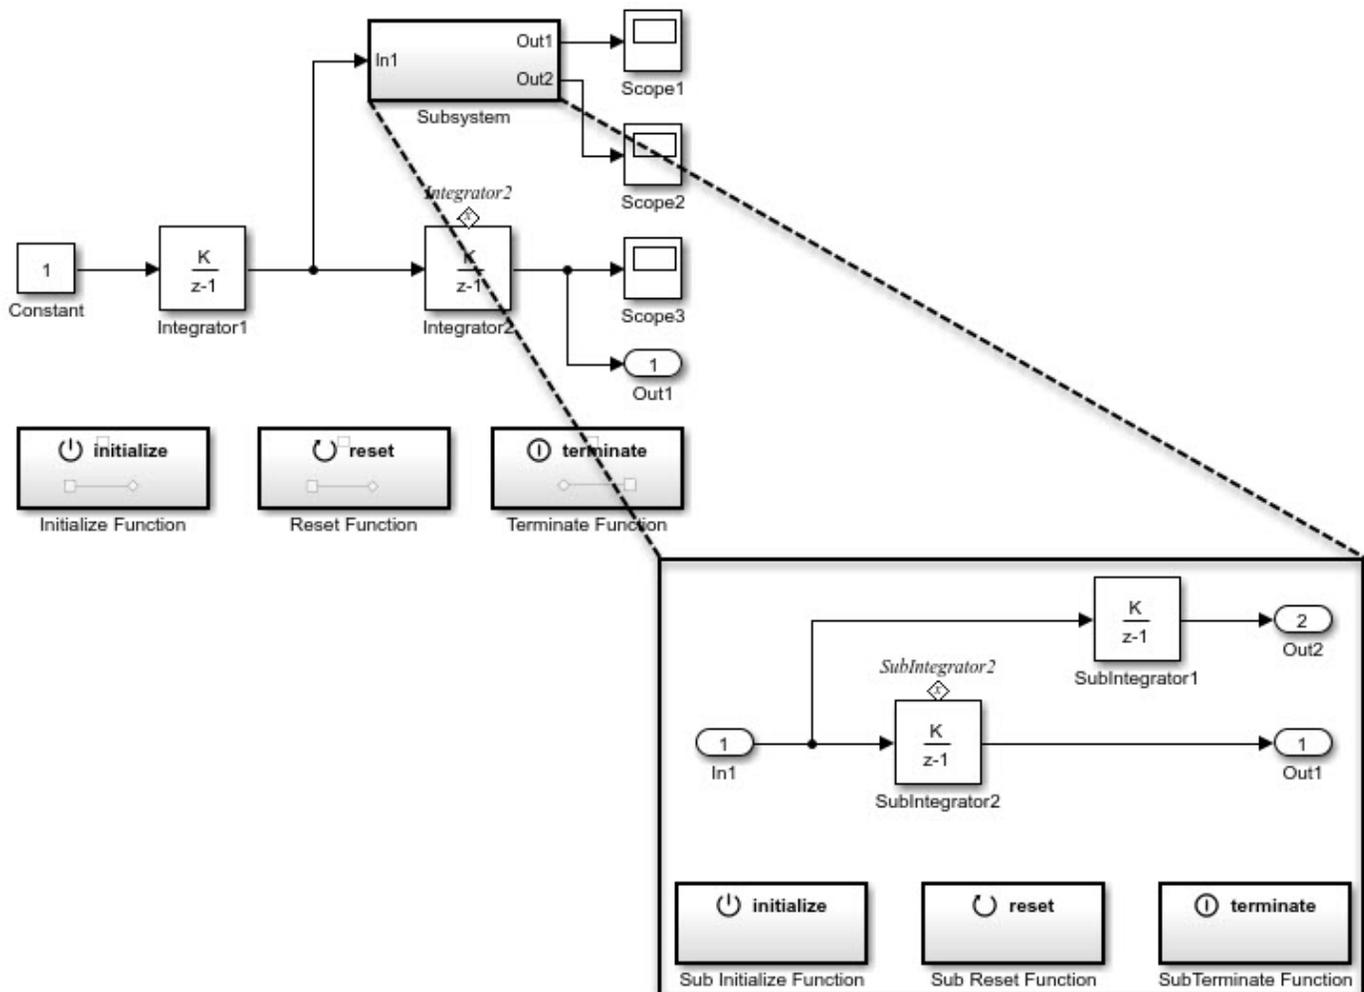 In1
Out1
Out2
Subsystem
Scope1
Scope2
Integrator2
x
1
Constant
K
z-1
Integrator1
K
z-1
Integrator2
Scope3
1
Out1
initialize
Initialize Function
reset
Reset Function
terminate
Terminate Function
K
z-1
SubIntegrator1
2
Out2
SubIntegrator2
x
1
In1
K
z-1
SubIntegrator2
1
Out1
initialize
Sub Initialize Function
reset
Sub Reset Function
terminate
SubTerminate Function